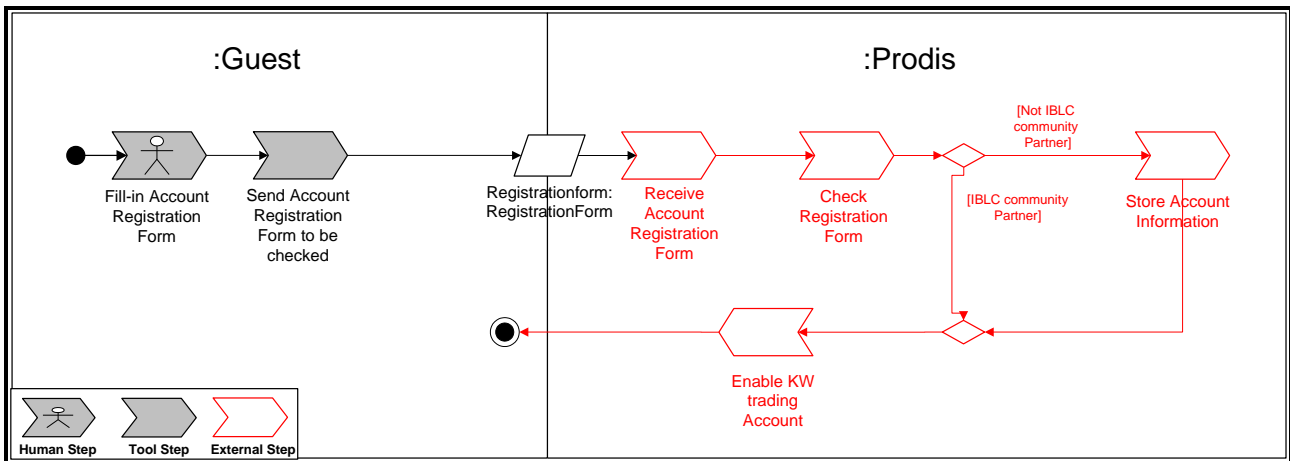 :Guest
:Prodis
Fill-in Account
Registration
Form
Send Account
Registration
Form to be
checked
Registrationform:
RegistrationForm
Receive
Account
Registration
Form
Check
Registration
Form
[Not IBLC
community
Partner]
[IBLC community
Partner]
Store Account
Information
Enable KW
trading
Account
Human Step
Tool Step
External Step